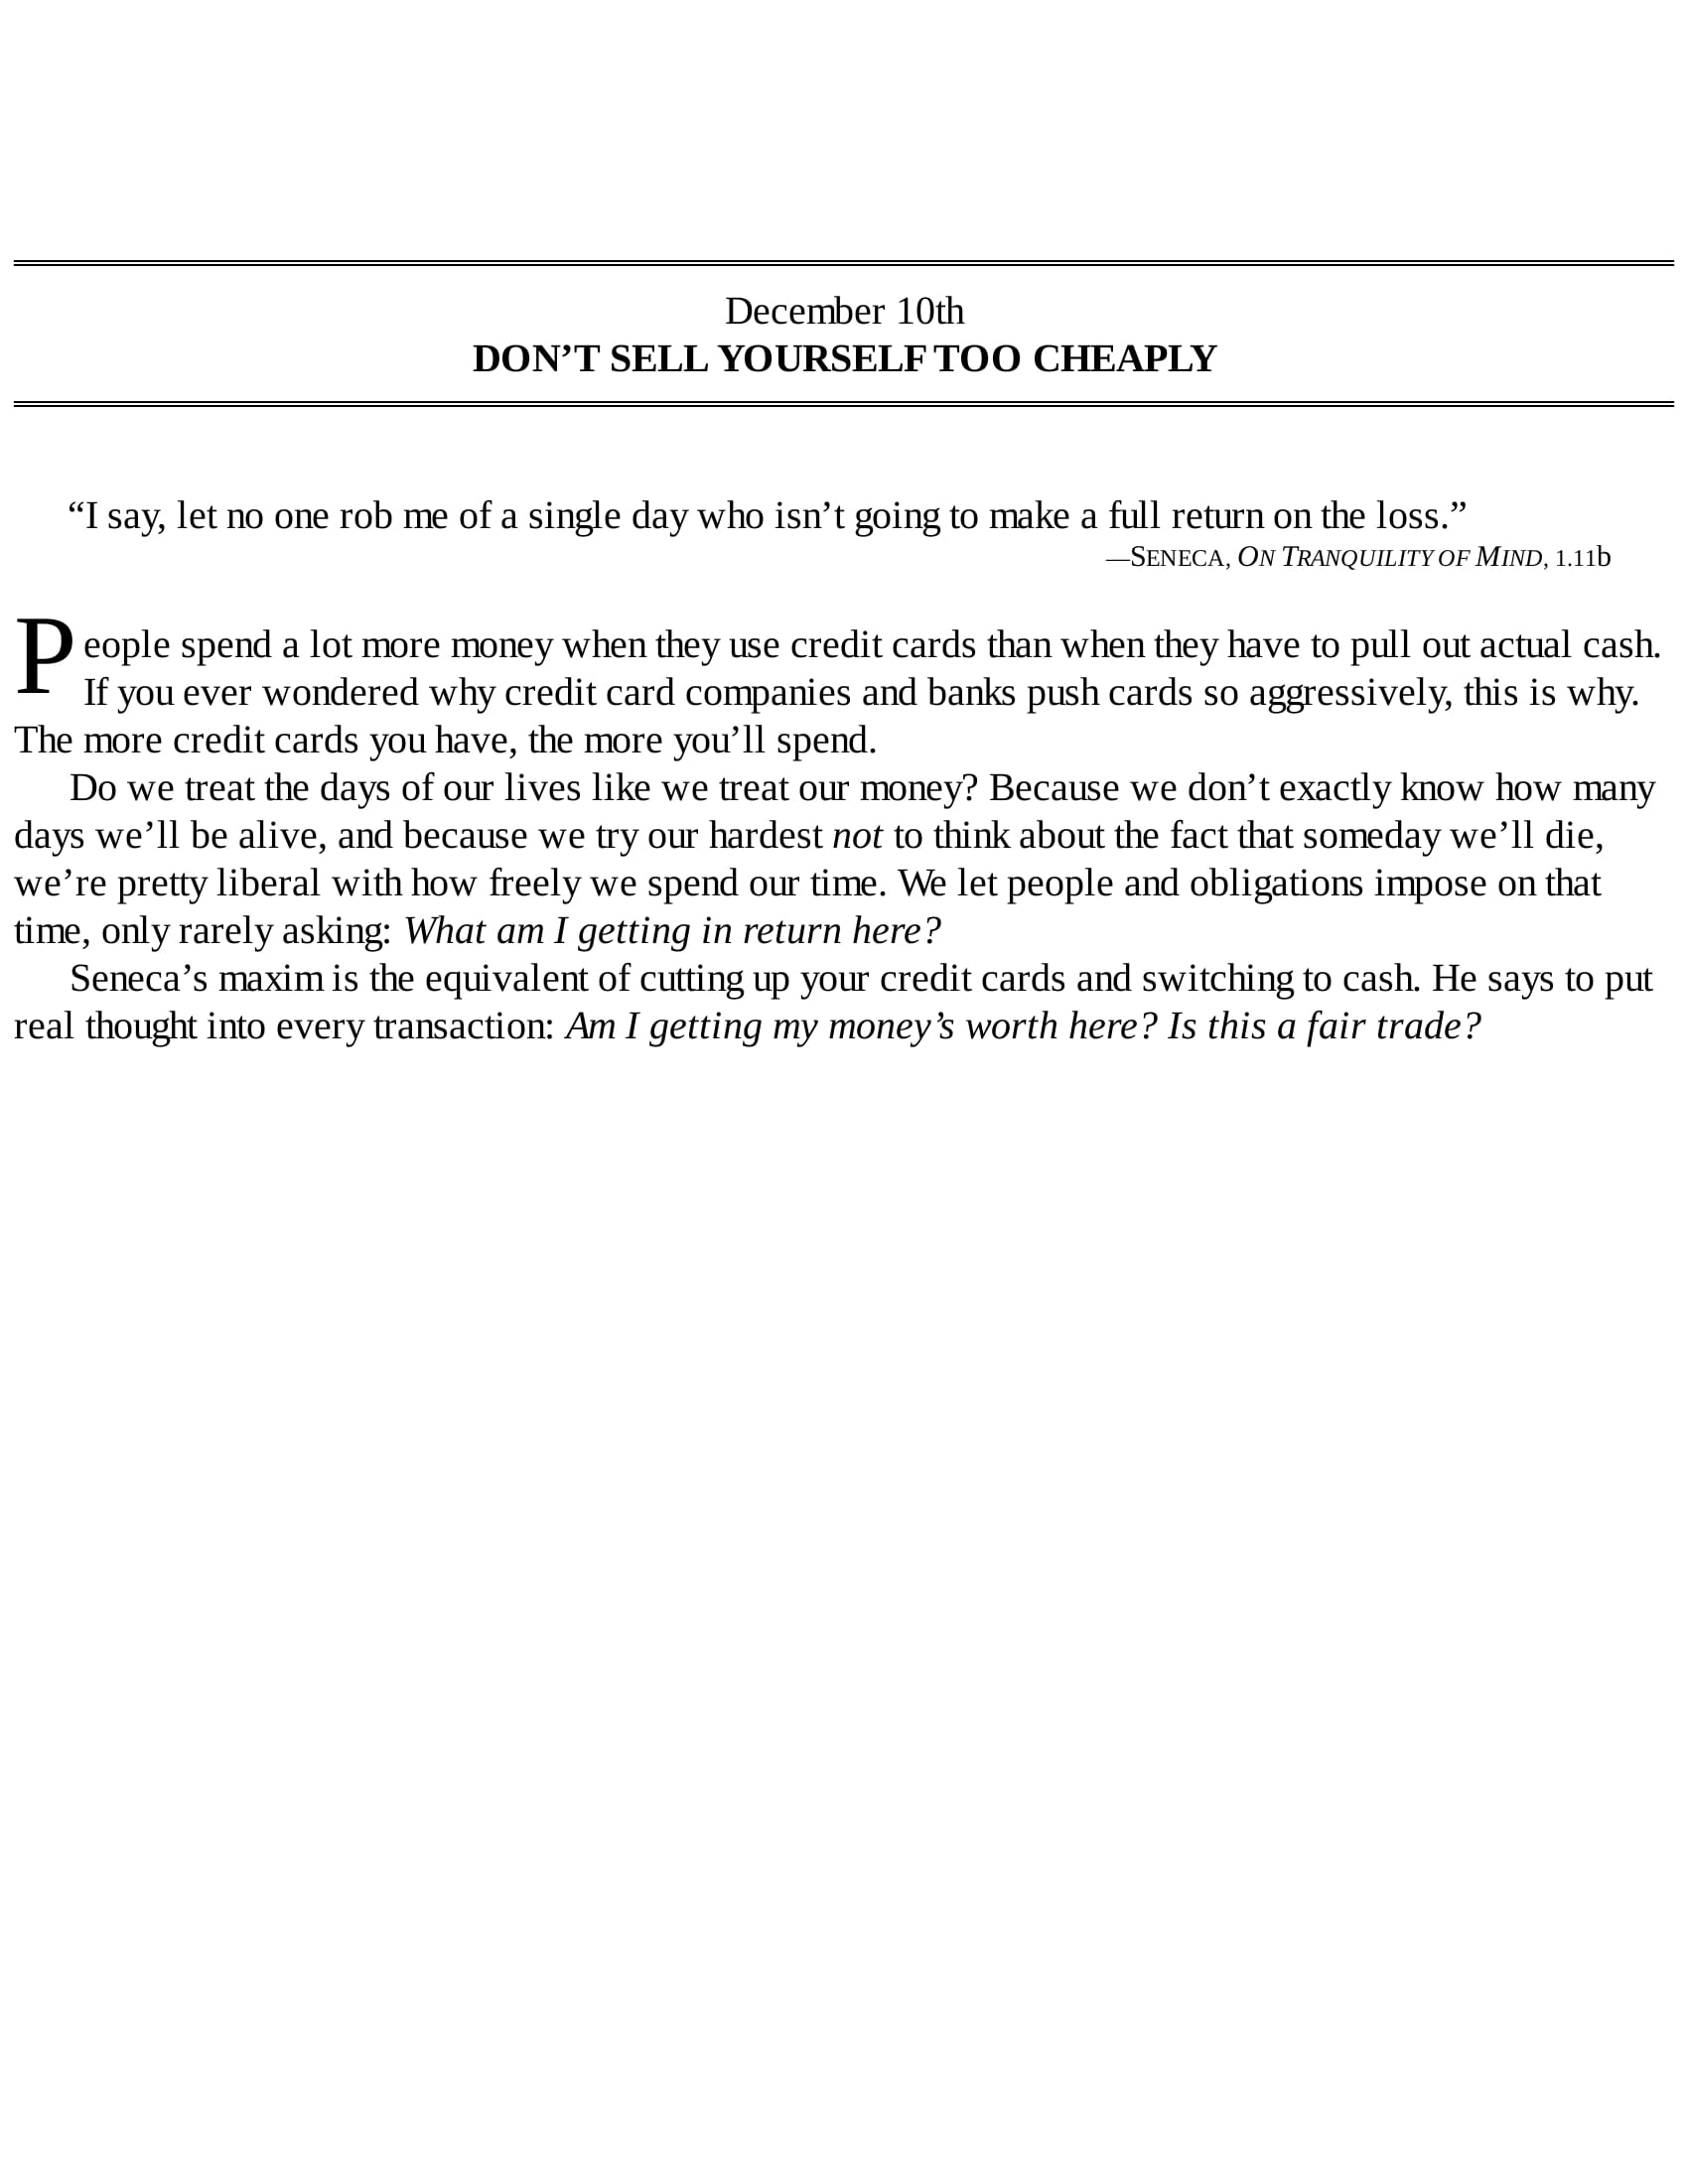 December 10th
DON’T SELL YOURSELF TOO CHEAPLY
“I say, let no one rob me of a single day who isn’t going to make a full return on the loss.”
—SENECA, ON TRANQUILITY OF MIND, 1.11b
People spend a lot more money when they use credit cards than when they have to pull out actual cash.
If you ever wondered why credit card companies and banks push cards so aggressively, this is why.
The more credit cards you have, the more you’ll spend.
Do we treat the days of our lives like we treat our money? Because we don’t exactly know how many
days we’ll be alive, and because we try our hardest not to think about the fact that someday we’ll die,
we’re pretty liberal with how freely we spend our time. We let people and obligations impose on that
time, only rarely asking: What am I getting in return here?
Seneca’s maxim is the equivalent of cutting up your credit cards and switching to cash. He says to put
real thought into every transaction: Am I getting my money’s worth here? Is this a fair trade?